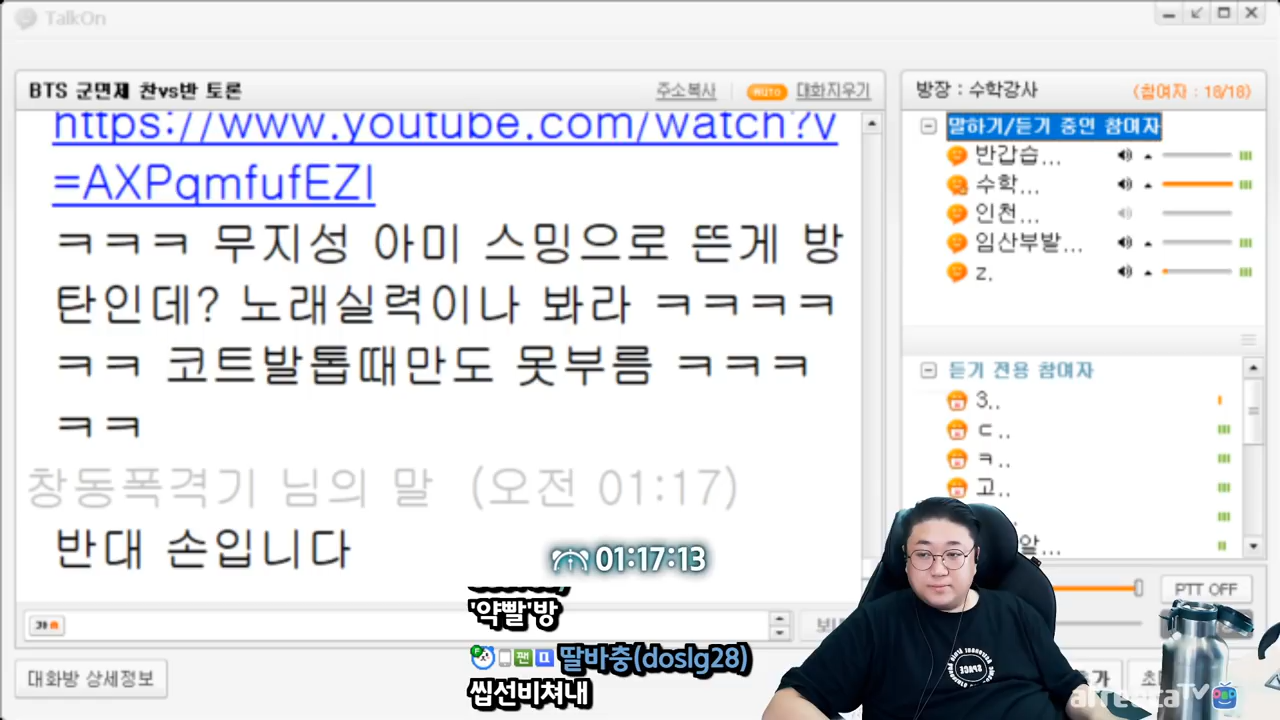 TalkOn
BTS 군면제 찬vs반 토론
주소복사
AUTO
대화지우기
https://www.youtube.com/watch?v
=AXPqmfufEZI
ㅋㅋㅋ 무지성 아미 스밍으로 뜬게 방
탄인데? 노래실력이나 봐라 ㅋㅋㅋㅋ
ㅋㅋ 코트발톱때만도 못부름 ㅋㅋㅋ
ㅋㅋ
창동폭격기 님의 말 (오전 01:17)
반대 손입니다
가
대화방 상세정보
방장 : 수학강사
(참여자 : 18/18)
말하기/듣기 중인 참여자
반갑습...
수학...
인천...
임산부밭...
z.
듣기 전용 참여자
3..
ㄷ..
ㅋ..
고..
알...
PTT OFF
01:17:13
'약빨'방
팬
딸바충(doslg28)
씹선비쳐내
SPACE
afreecaTV